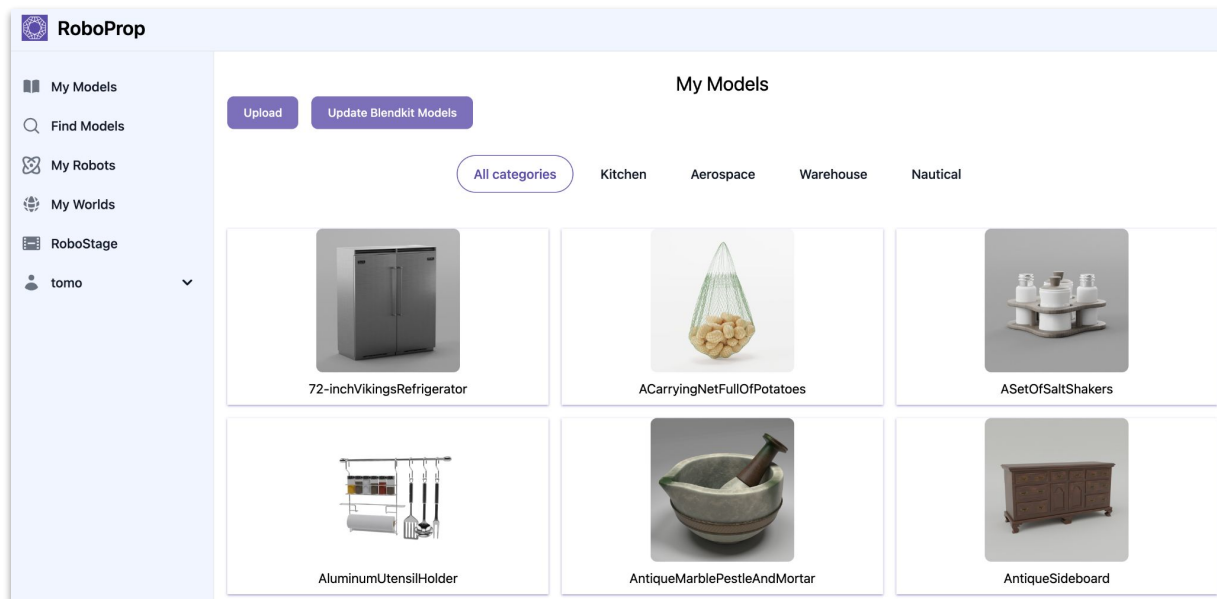 RoboProp
My Models
Find Models
My Robots
My Worlds
RoboStage
tomo
My Models
Upload
Update Blendkit Models
All categories
Kitchen
Aerospace
Warehouse
Nautical
72-inchVikingsRefrigerator
ACarryingNetFullOfPotatoes
ASetOfSaltShakers
AluminumUtensilHolder
AntiqueMarblePestleAndMortar
AntiqueSideboard